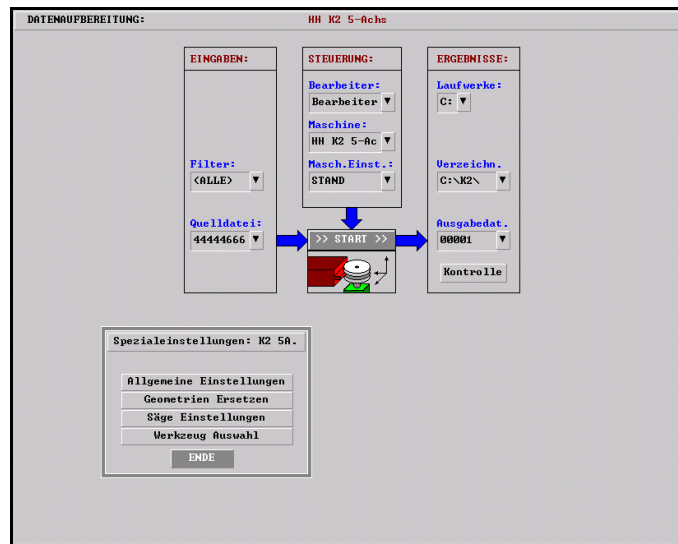 DATENAUFBEREITUNG: HH K2 5-Achs
EINGABEN:
Filter:
<ALLE>
Quelldatei:
44444666
STEUERUNG:
Bearbeiter:
Bearbeiter
Maschine:
HH K2 5-Ac
Masch.Einst.:
STAND
>> START >>
ERGEBNISSE:
Laufwerke:
C:
Verzeichn.
C:\K2\
Ausgabedat.
00001
Kontrolle
Spezialeinstellungen: K2 5A.
Allgemeine Einstellungen
Geometrien Ersetzen
Säge Einstellungen
Werkzeug Auswahl
ENDE